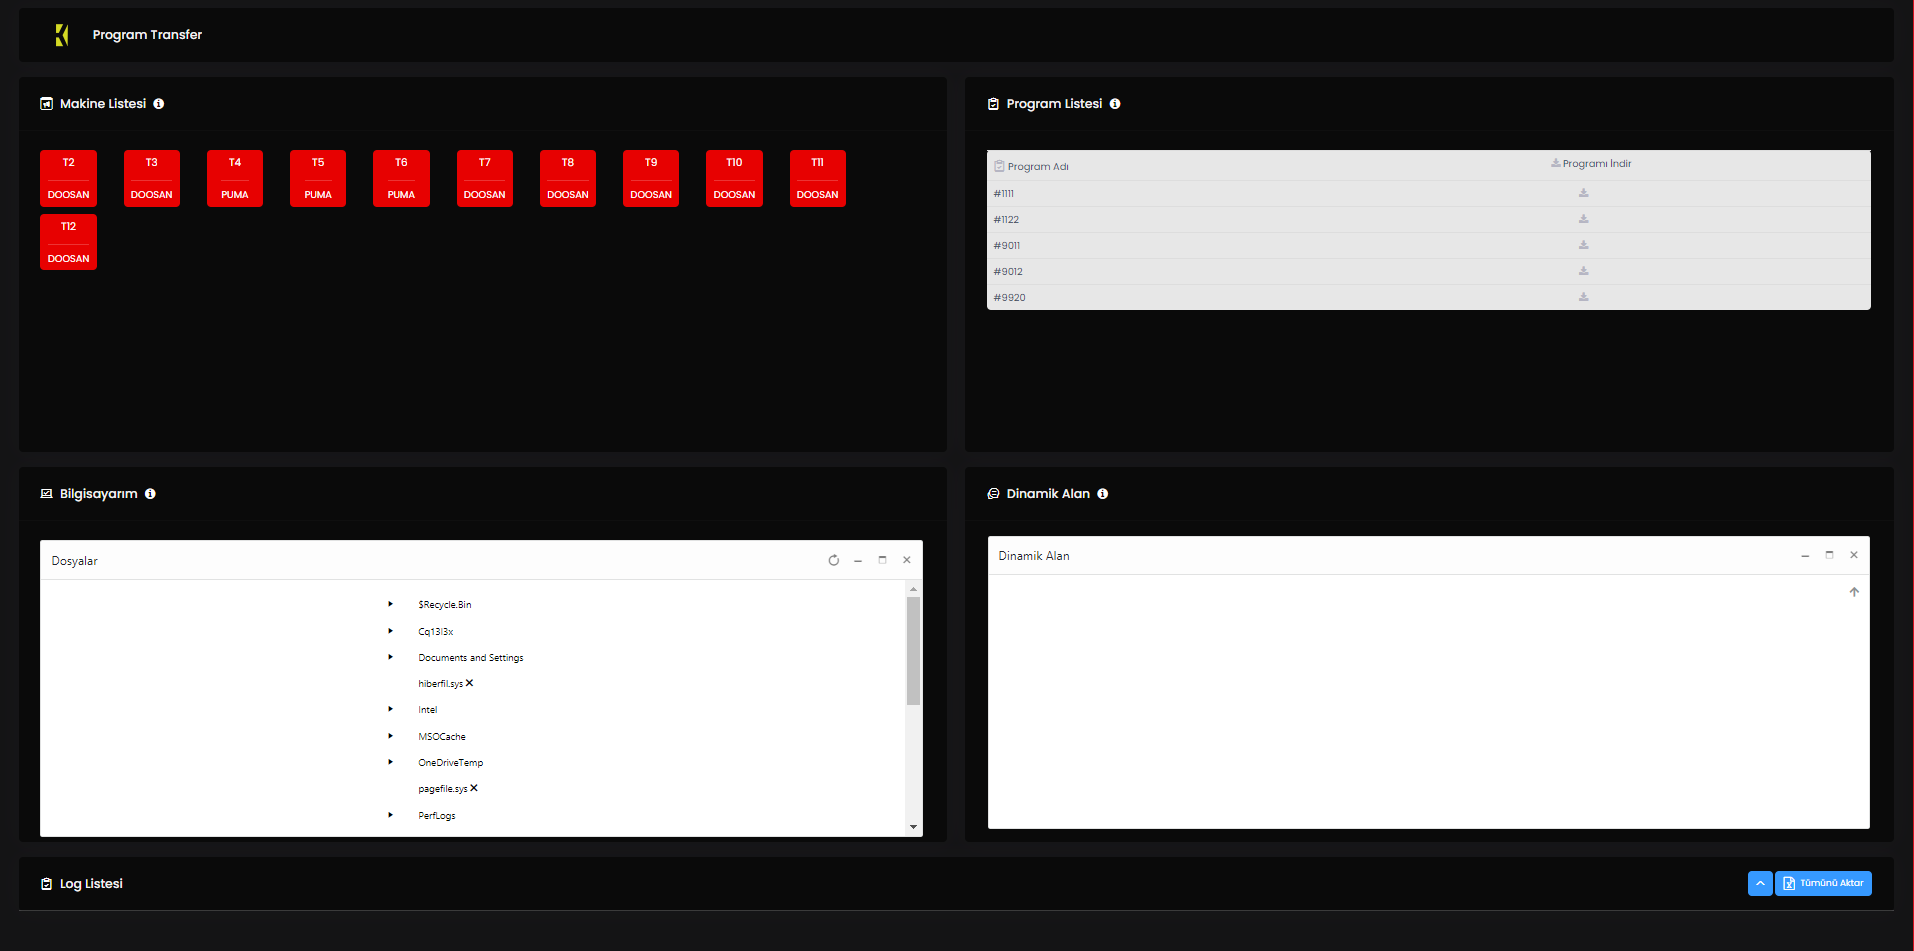 Program Transfer
Makine Listesi
T2
DOOSAN
T3
DOOSAN
T4
PUMA
T5
PUMA
T6
PUMA
T7
DOOSAN
T8
DOOSAN
T9
DOOSAN
T10
DOOSAN
T11
DOOSAN
T12
DOOSAN
Program Listesi
Program Adı
Programı İndir
#1111
#1122
#9011
#9012
#9920
Bilgisayarım
Dosyalar
$Recycle.Bin
Cq13l3x
Documents and Settings
hiberfil.sys
Intel
MSOCache
OneDriveTemp
pagefile.sys
PerfLogs
Dinamik Alan
Dinamik Alan
Log Listesi
Tümünü Aktar